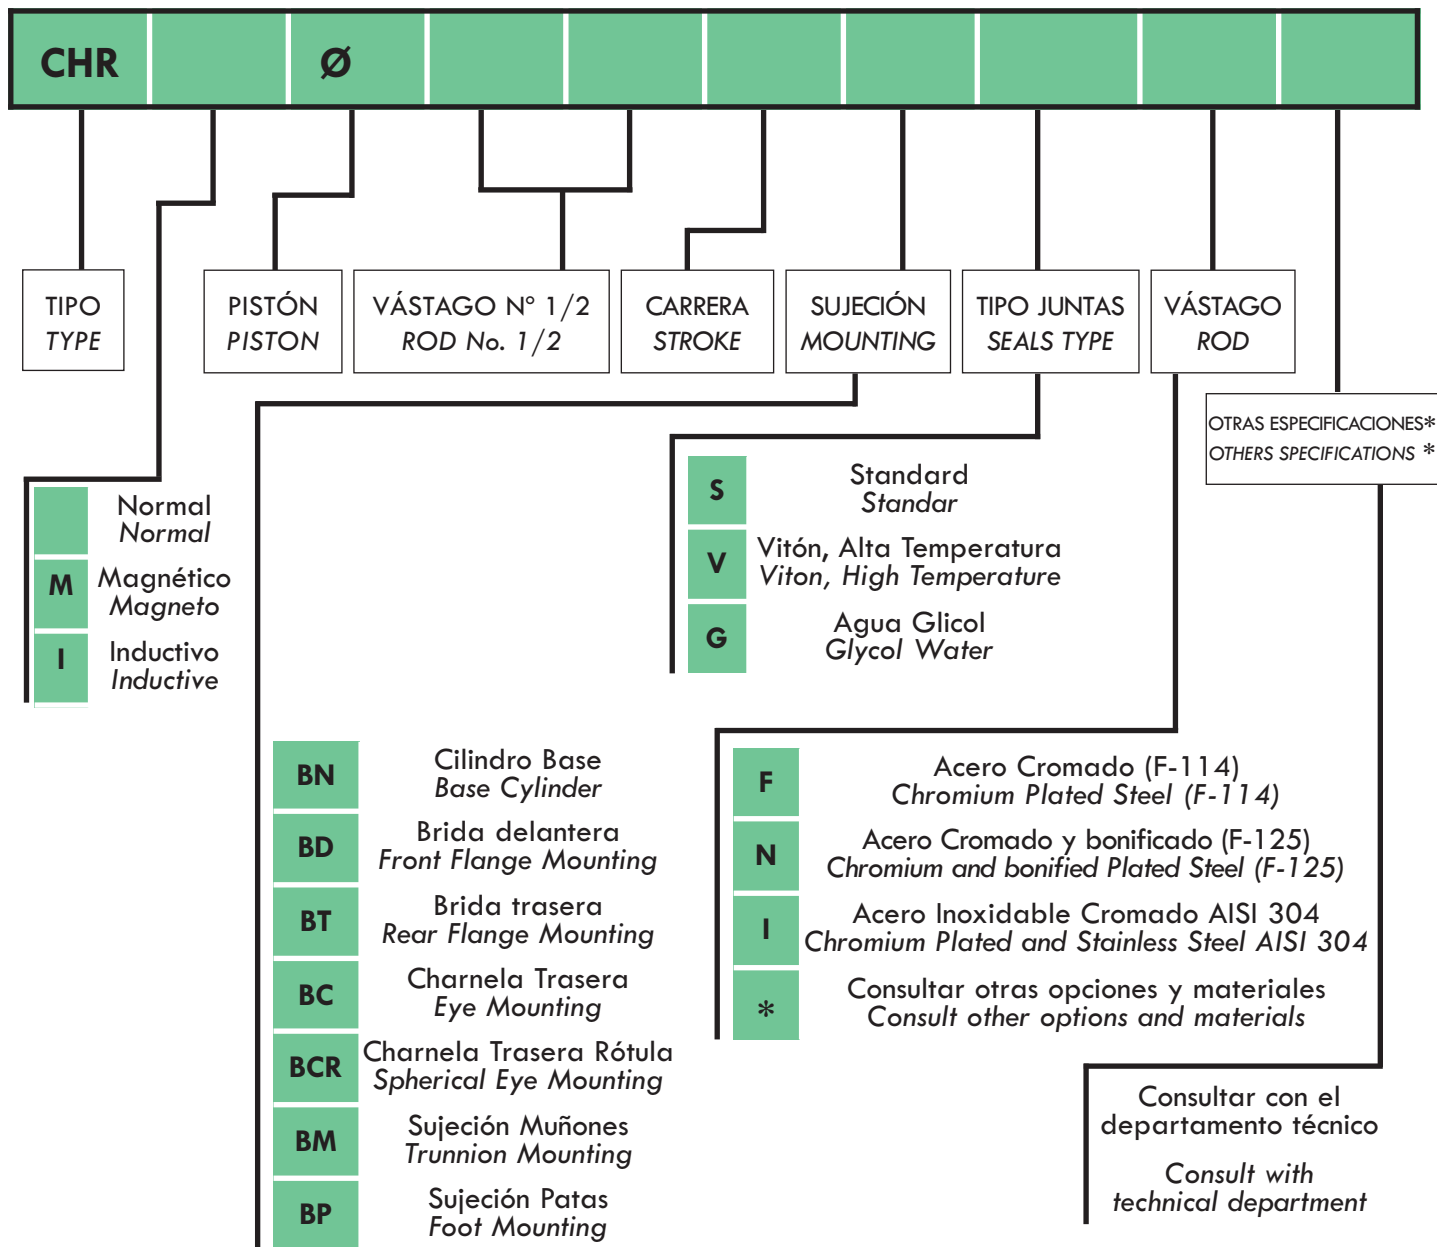 CHR Ø
TIPO
TYPE
PISTÓN
PISTON
VÁSTAGO N° 1/2
ROD No. 1/2
CARRERA
STROKE
SUJECIÓN
MOUNTING
TIPO JUNTAS
SEALS TYPE
VÁSTAGO
ROD
OTRAS ESPECIFICACIONES*
OTHERS SPECIFICATIONS *
Normal
Normal
M Magnético
Magneto
I Inductivo
Inductive
S Standard
Standar
V Vitón, Alta Temperatura
Viton, High Temperature
G Agua Glicol
Glycol Water
BN Cilindro Base
Base Cylinder
BD Brida delantera
Front Flange Mounting
BT Brida trasera
Rear Flange Mounting
BC Charnela Trasera
Eye Mounting
BCR Charnela Trasera Rótula
Spherical Eye Mounting
BM Sujeción Muñones
Trunnion Mounting
BP Sujeción Patas
Foot Mounting
F Acero Cromado (F-114)
Chromium Plated Steel (F-114)
N Acero Cromado y bonificado (F-125)
Chromium and bonified Plated Steel (F-125)
I Acero Inoxidable Cromado AISI 304
Chromium Plated and Stainless Steel AISI 304
* Consultar otras opciones y materiales
Consult other options and materials
Consultar con el
departamento técnico
Consult with
technical department